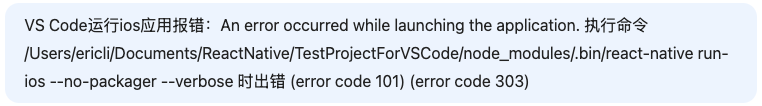 VS Code运行ios应用报错：An error occurred while launching the application. 执行命令
/Users/ericli/Documents/ReactNative/TestProjectForVSCode/node_modules/.bin/react-native run-
ios --no-packager --verbose 时出错 (error code 101) (error code 303)